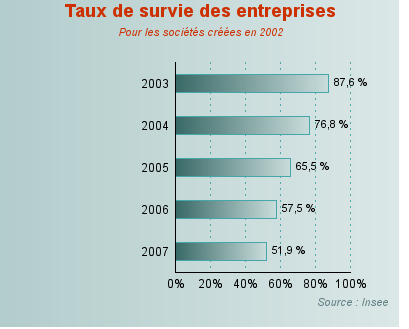 Taux de survie des entreprises
Pour les sociétés créées en 2002
2003 87,6 %
2004 76,8 %
2005 65,5 %
2006 57,5 %
2007 51,9 %
0% 20% 40% 60% 80% 100%
Source : Insee